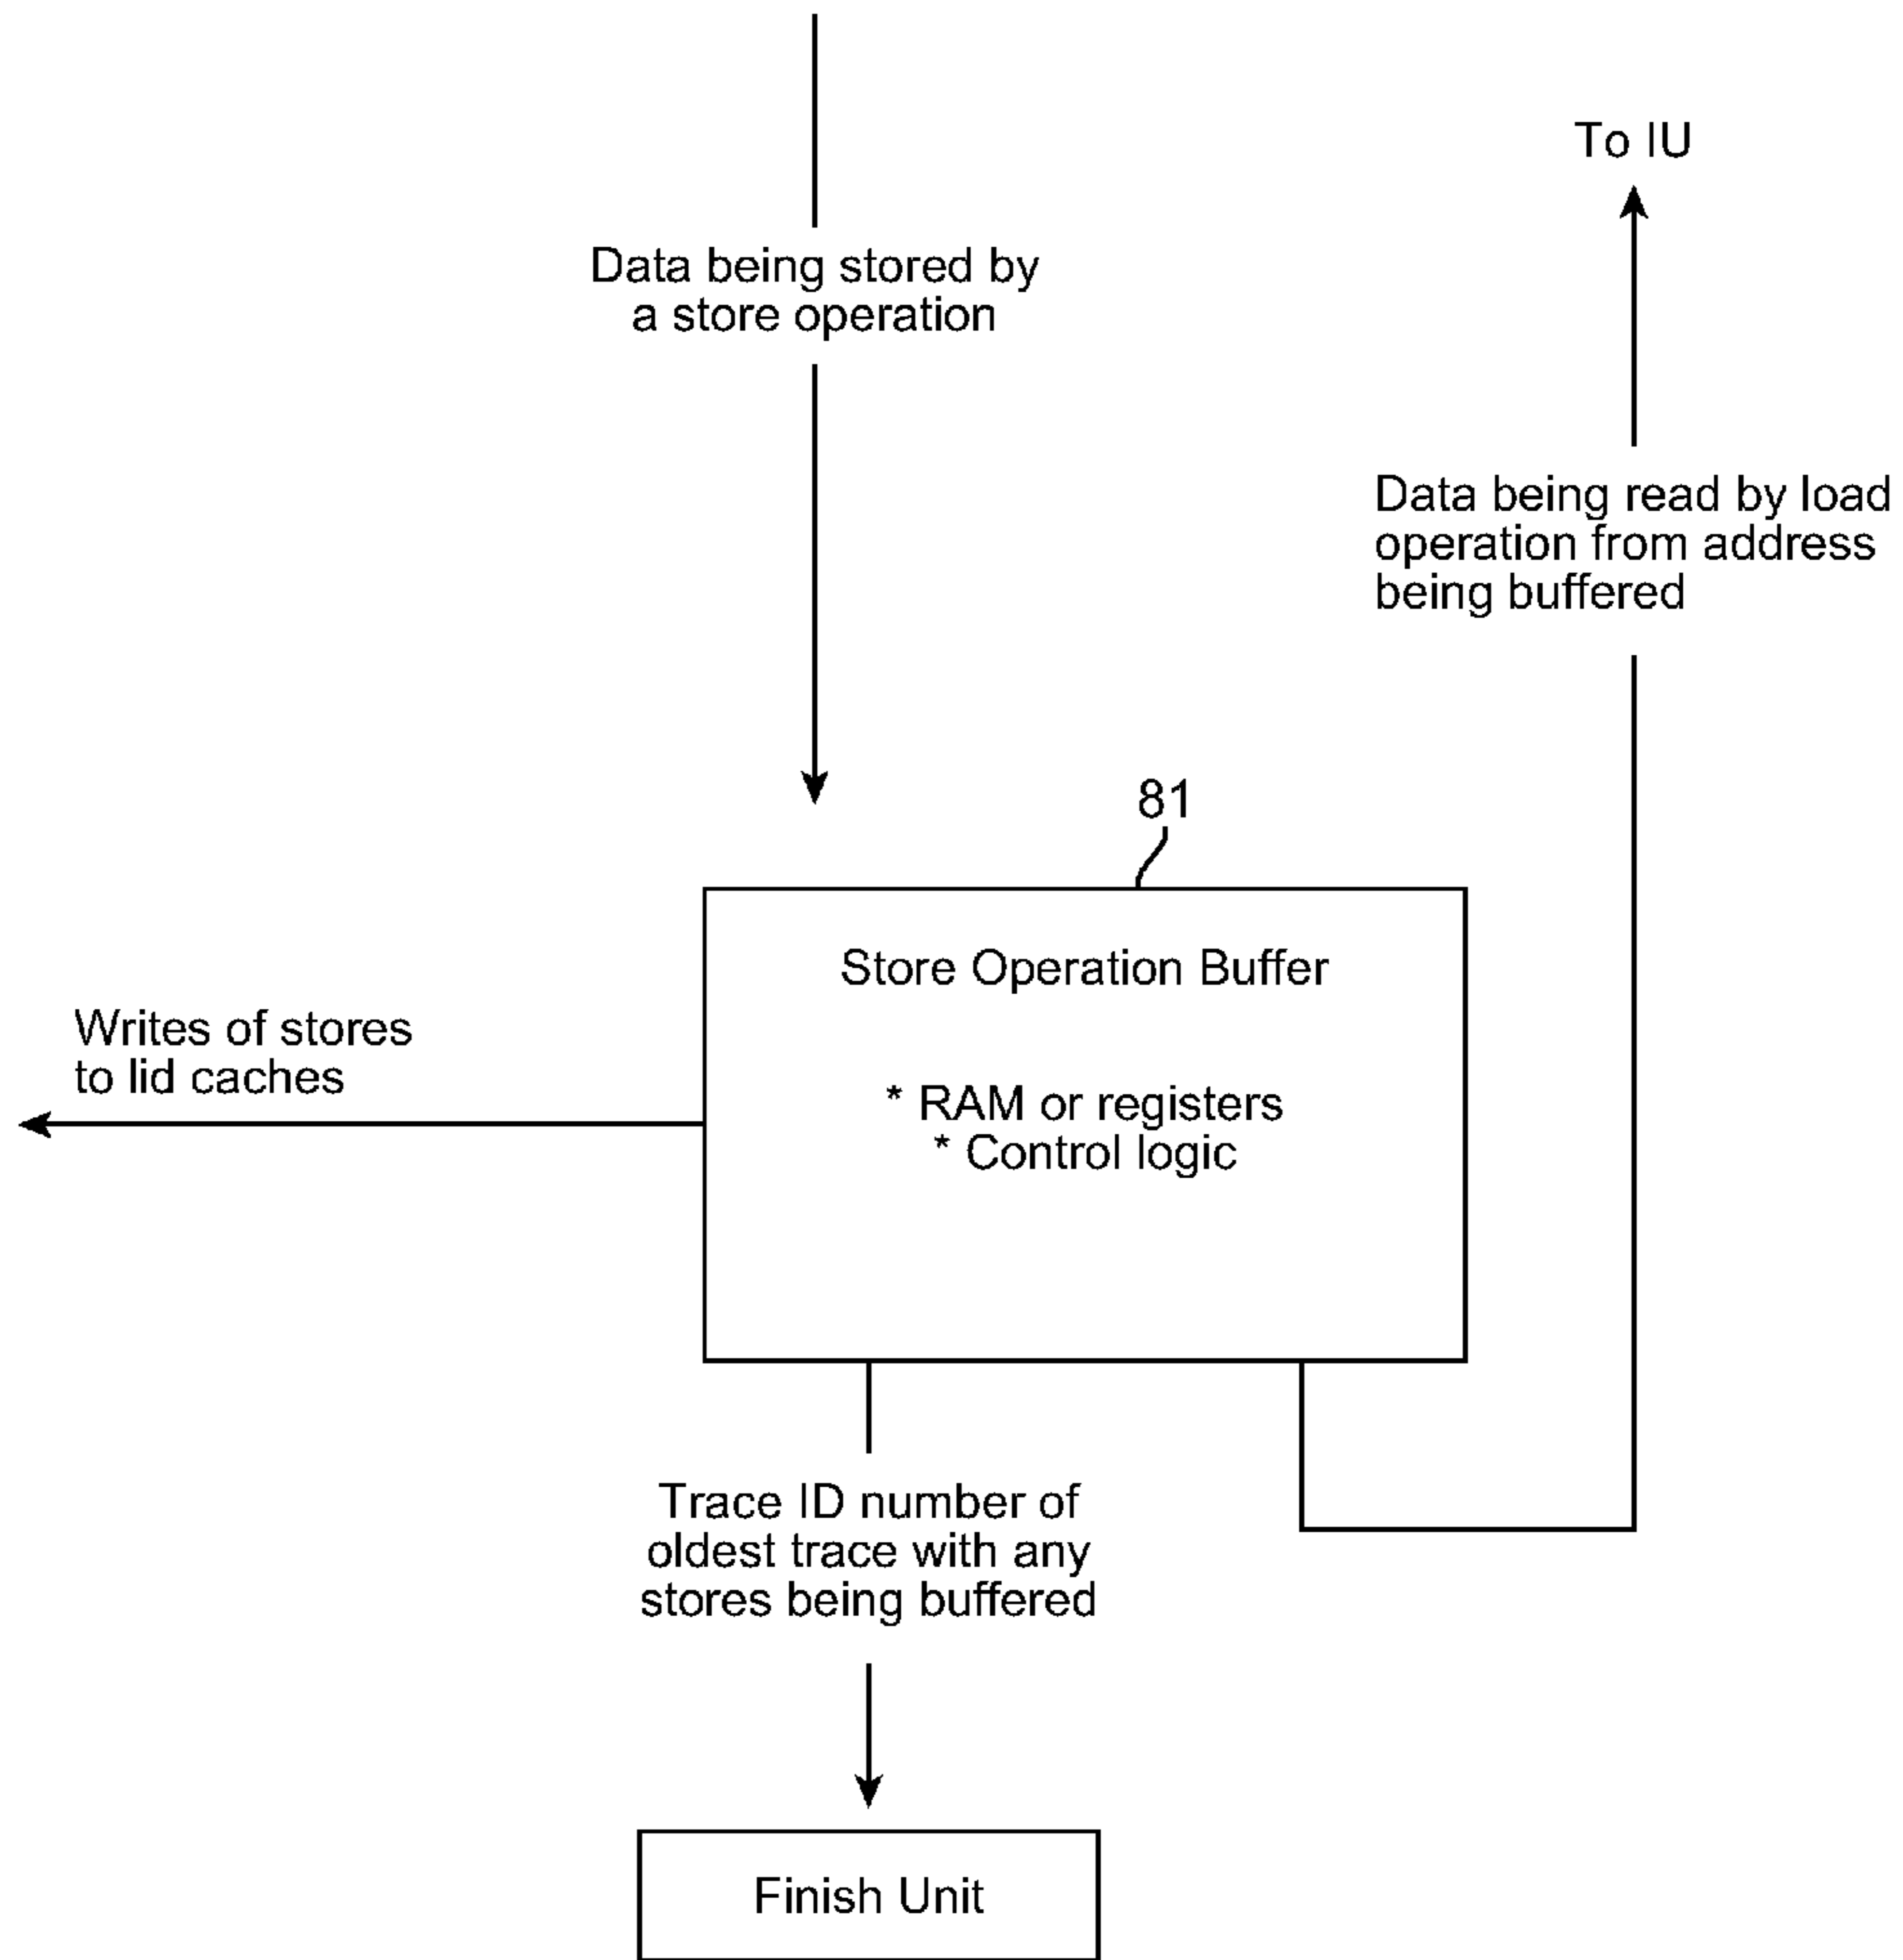 To IU
Data being stored by
a store operation
Data being read by load
operation from address
being buffered
81
Store Operation Buffer
* RAM or registers
* Control logic
Writes of stores
to lid caches
Trace ID number of
oldest trace with any
stores being buffered
Finish Unit